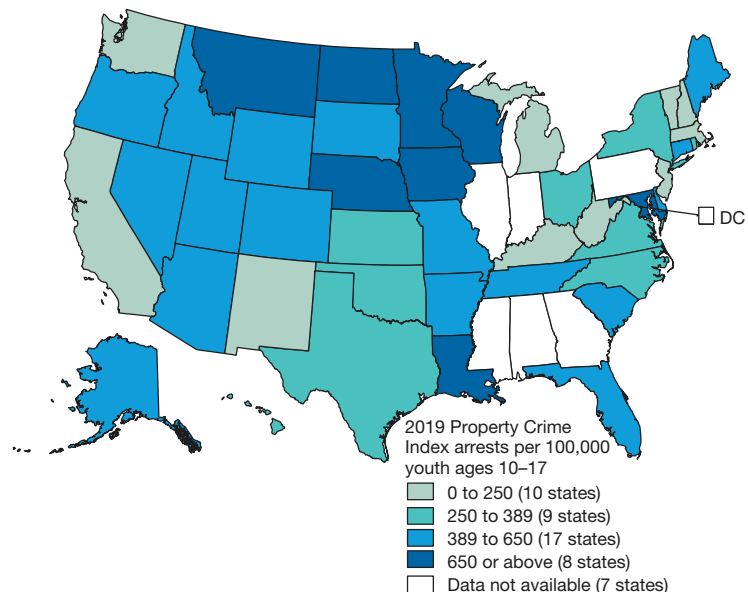 DC
2019 Property Crime
Index arrests per 100,000
youth ages 10–17
0 to 250 (10 states)
250 to 389 (9 states)
389 to 650 (17 states)
650 or above (8 states)
Data not available (7 states)